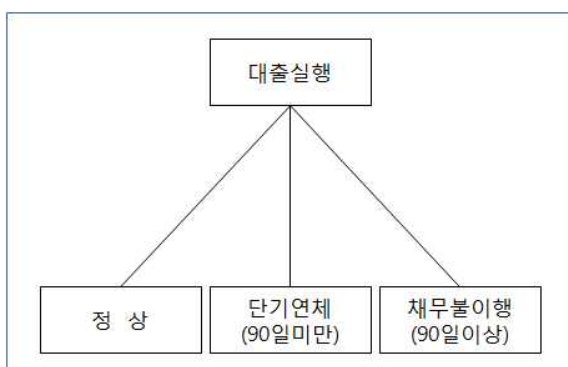 대출실행
정 상
단기연체
(90일미만)
채무불이행
(90일이상)